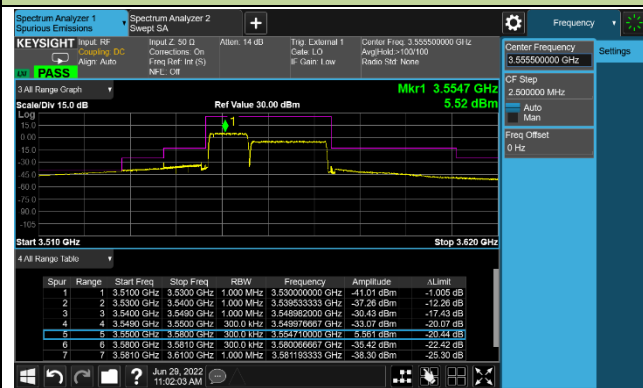 Spectrum Analyzer 1
Spurious Emissions
Spectrum Analyzer 2
Swept SA
Frequency
KEYSIGHT
Input: RF
Coupling: DC
Align: Auto
Input Z: 50 Ω
Corrections: On
Freq Ref: Int (S)
NFE: Off
Atten: 14 dB
Trig: External 1
Gate: LO
IF Gain: Low
Center Freq: 3.555500000 GHz
Avg|Hold:>100/100
Radio Std: None
PASS
Center Frequency
3.555500000 GHz
Settings
CF Step
2.500000 MHz
Auto
Man
Freq Offset
0 Hz
3 All Range Graph
Mkr1 3.5547 GHz
Scale/Div 15.0 dB
Ref Value 30.00 dBm
5.52 dBm
Log
15.0
0.00
-15.0
-30.0
-45.0
-60.0
-75.0
-90.0
-105
1
Start 3.510 GHz
Stop 3.620 GHz
4 All Range Table
Spur Range Start Freq Stop Freq RBW Frequency Amplitude ΔLimit
1 1 3.5100 GHz 3.5300 GHz 1.000 MHz 3.530000000 GHz -41.01 dBm -1.005 dB
2 2 3.5300 GHz 3.5400 GHz 1.000 MHz 3.539533333 GHz -37.26 dBm -12.26 dB
3 3 3.5400 GHz 3.5490 GHz 1.000 MHz 3.548982000 GHz -30.43 dBm -17.43 dB
4 4 3.5490 GHz 3.5500 GHz 300.0 kHz 3.549976667 GHz -33.07 dBm -20.07 dB
5 5 3.5500 GHz 3.5800 GHz 300.0 kHz 3.554710000 GHz 5.561 dBm -20.44 dB
6 6 3.5800 GHz 3.5810 GHz 300.0 kHz 3.580066667 GHz -35.42 dBm -22.42 dB
7 7 3.5810 GHz 3.6100 GHz 1.000 MHz 3.581193333 GHz -38.30 dBm -25.30 dB
Jun 29, 2022
11:02:03 AM